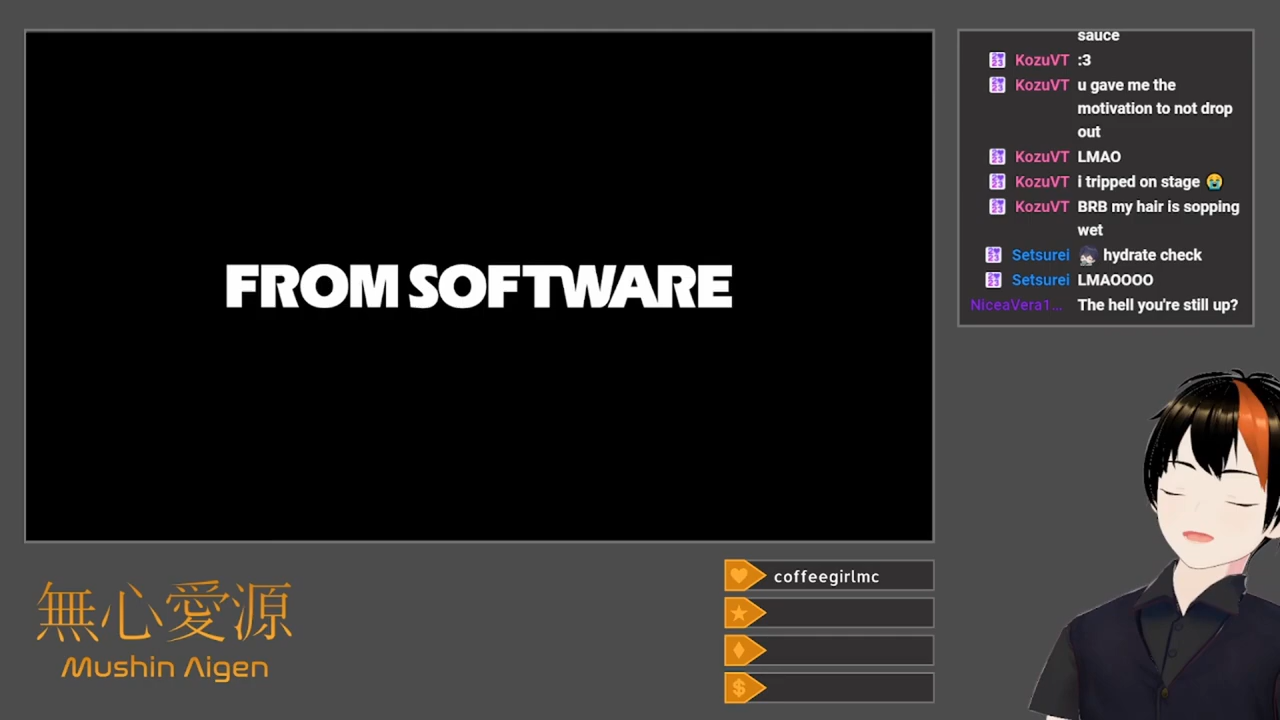 FROM SOFTWARE
sauce
KozuVT :3
KozuVT u gave me the
motivation to not drop
out
KozuVT LMAO
KozuVT i tripped on stage 😭
KozuVT BRB my hair is sopping
wet
Setsurei hydrate check
Setsurei LMAOOOO
NiceaVera1... The hell you're still up?
coffeegirlmc
$
無心愛源
Mushin Aigen